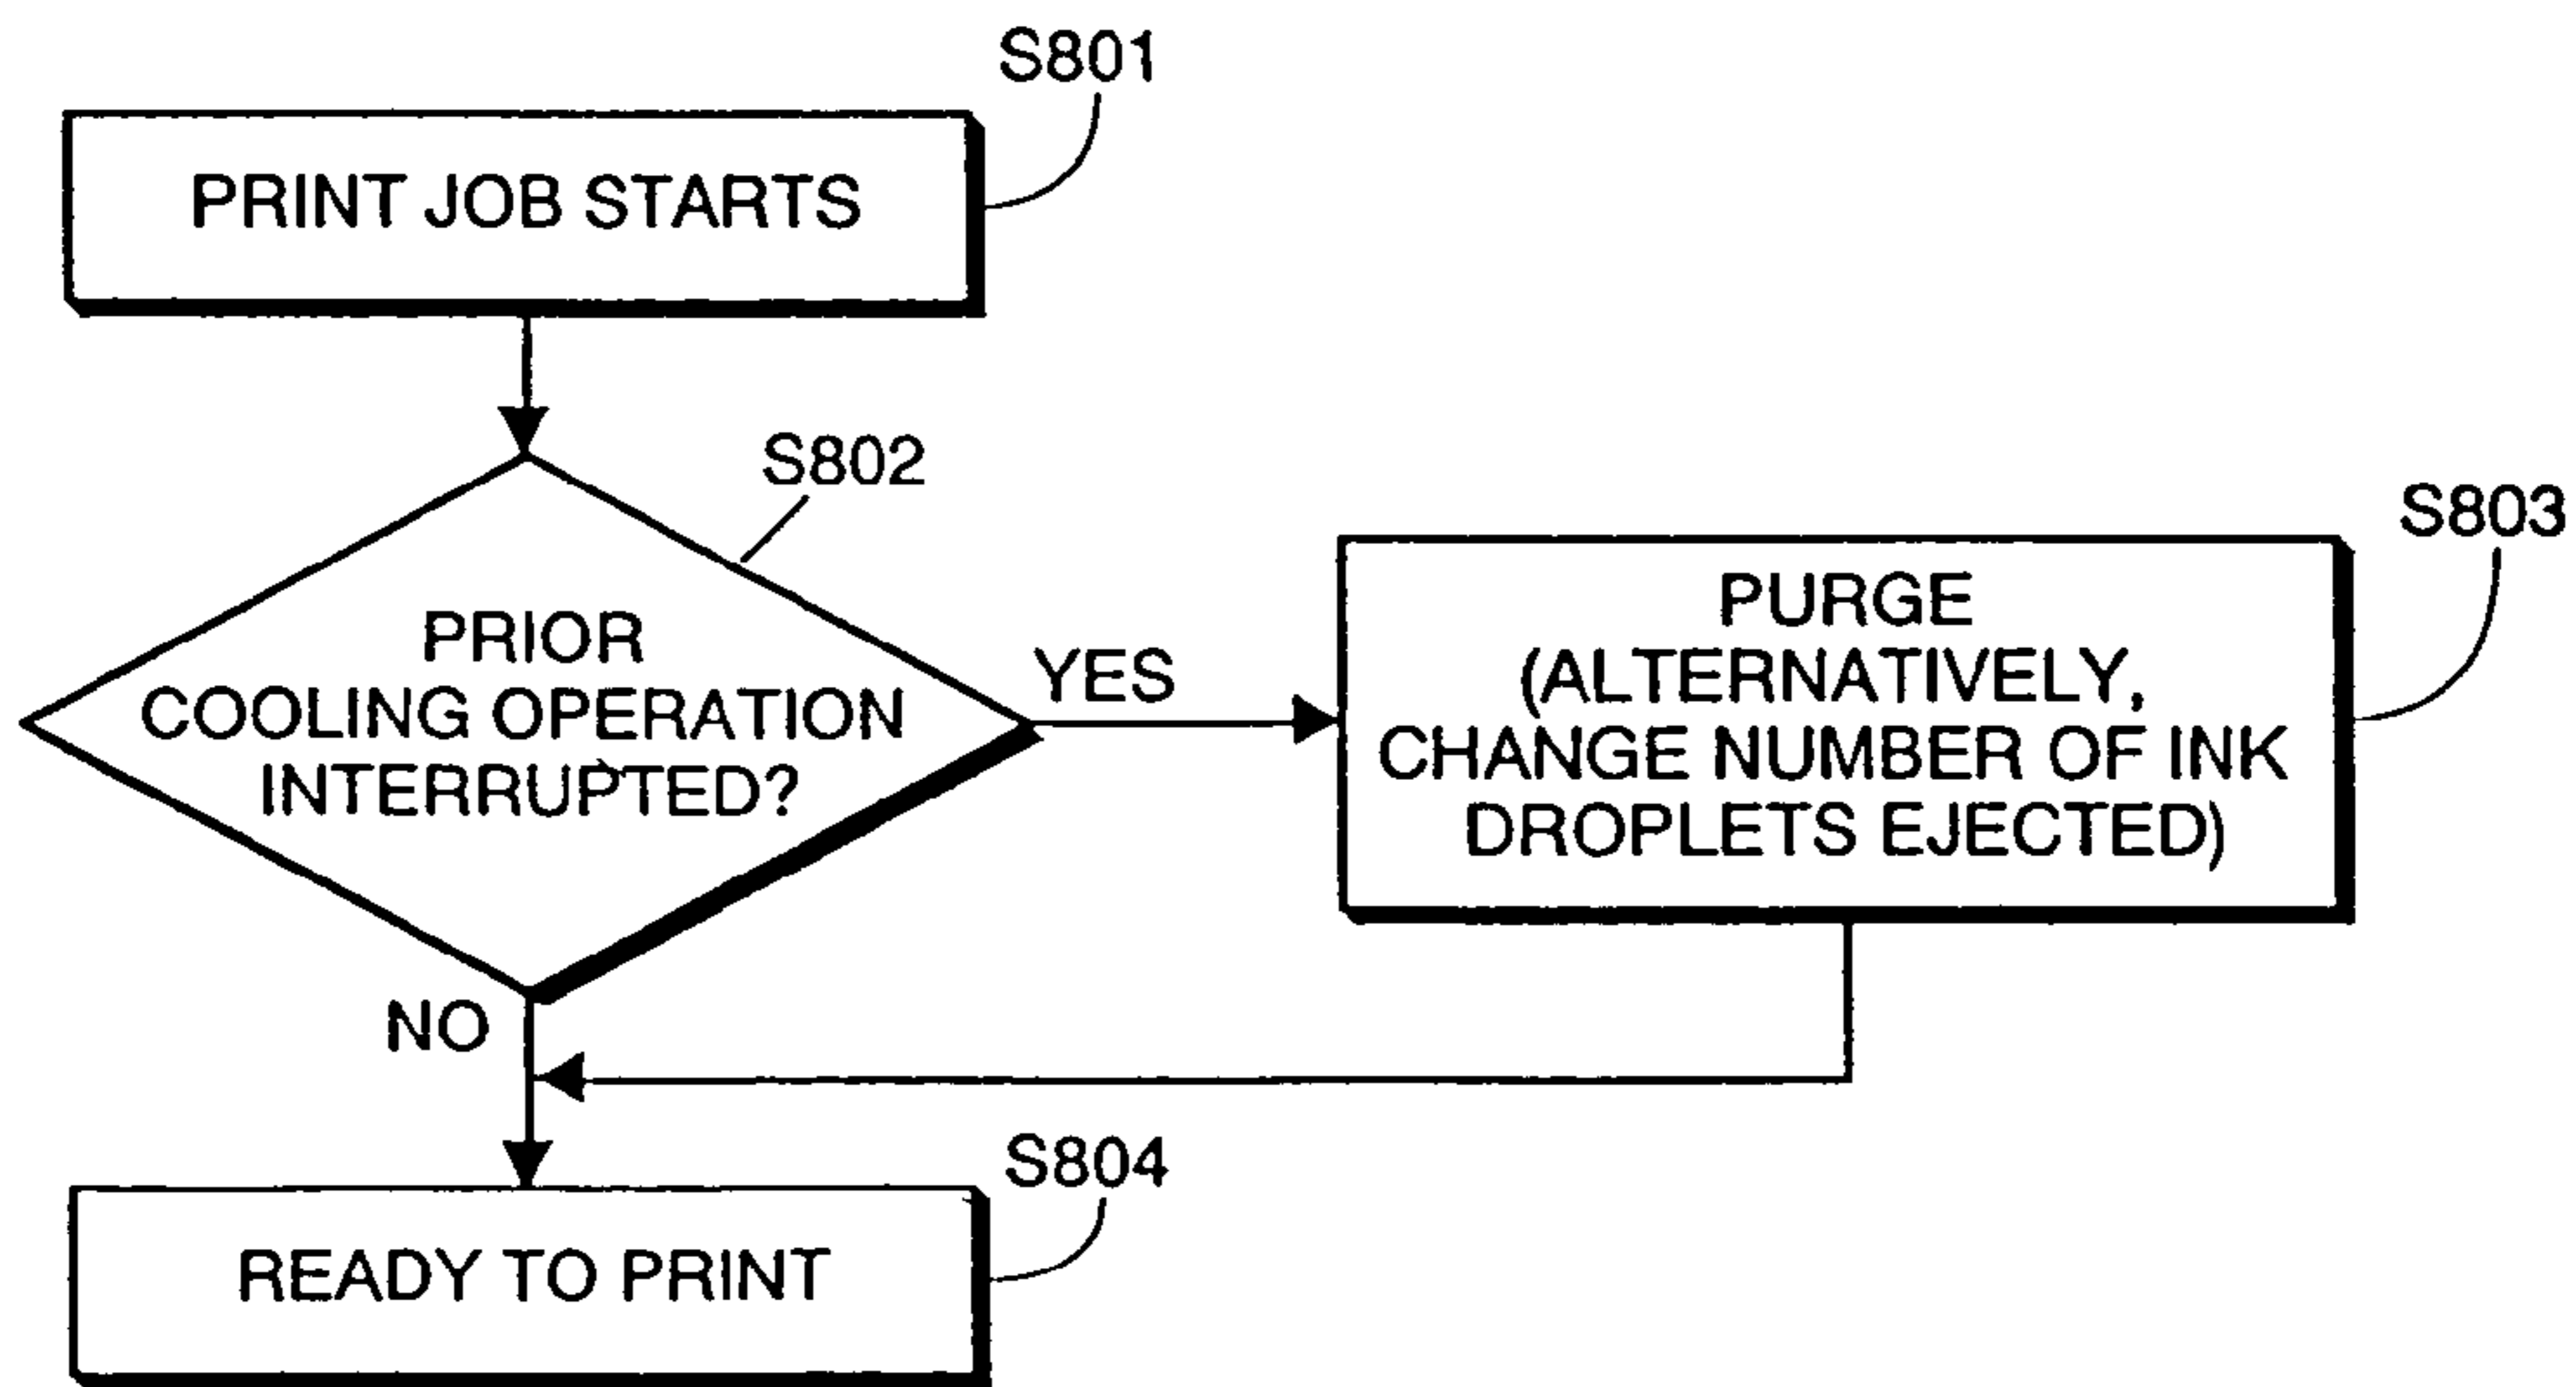 S801
PRINT JOB STARTS
S802
PRIOR
COOLING OPERATION
INTERRUPTED?
YES
S803
PURGE
(ALTERNATIVELY,
CHANGE NUMBER OF INK
DROPLETS EJECTED)
NO
S804
READY TO PRINT